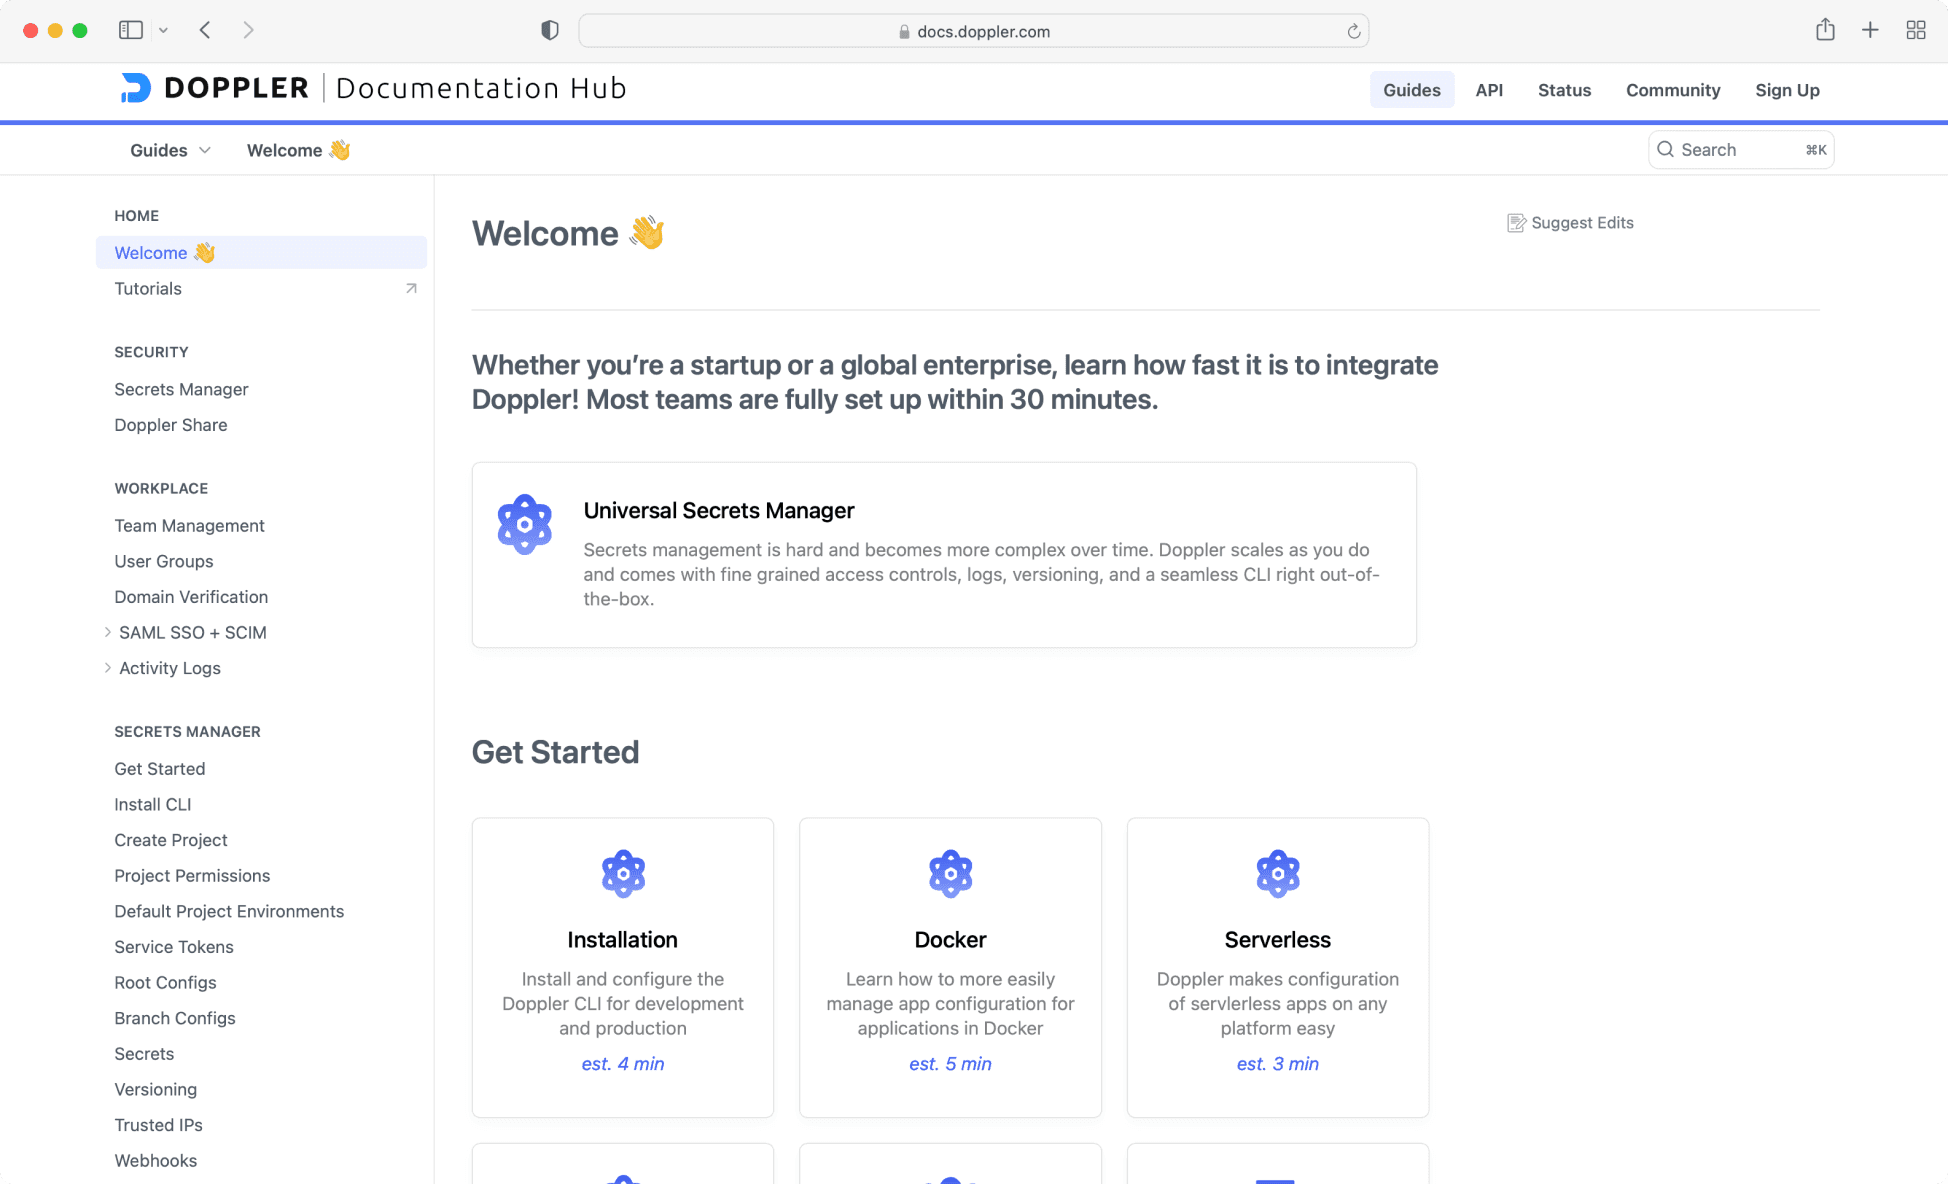 docs.doppler.com
DOPPLER | Documentation Hub
Guides
API
Status
Community
Sign Up
Guides
Welcome 👋
Search
⌘K
HOME
Welcome 👋
Tutorials
SECURITY
Secrets Manager
Doppler Share
WORKPLACE
Team Management
User Groups
Domain Verification
SAML SSO + SCIM
Activity Logs
SECRETS MANAGER
Get Started
Install CLI
Create Project
Project Permissions
Default Project Environments
Service Tokens
Root Configs
Branch Configs
Secrets
Versioning
Trusted IPs
Webhooks
Welcome 👋
Suggest Edits
Whether you’re a startup or a global enterprise, learn how fast it is to integrate
Doppler! Most teams are fully set up within 30 minutes.
Universal Secrets Manager
Secrets management is hard and becomes more complex over time. Doppler scales as you do
and comes with fine grained access controls, logs, versioning, and a seamless CLI right out-of-
the-box.
Get Started
Installation
Install and configure the
Doppler CLI for development
and production
est. 4 min
Docker
Learn how to more easily
manage app configuration for
applications in Docker
est. 5 min
Serverless
Doppler makes configuration
of servlerless apps on any
platform easy
est. 3 min